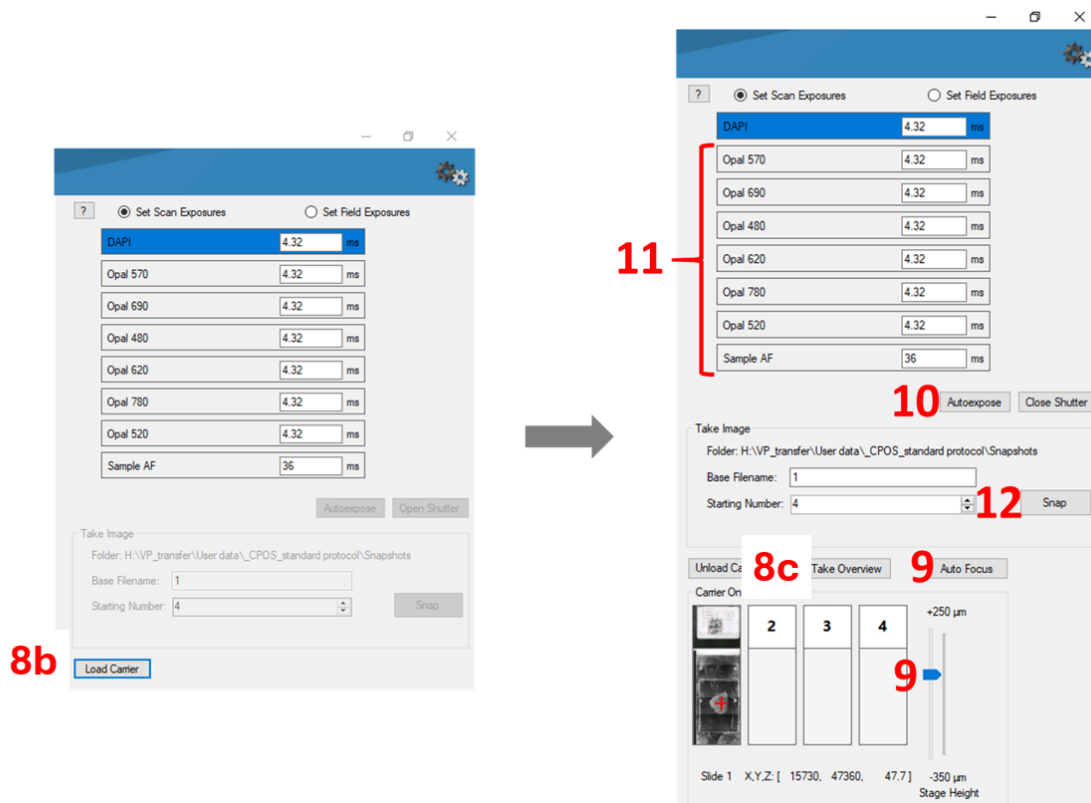 ?
Set Scan Exposures
Set Field Exposures
DAPI 4.32 ms
Opal 570 4.32 ms
Opal 690 4.32 ms
Opal 480 4.32 ms
Opal 620 4.32 ms
Opal 780 4.32 ms
Opal 520 4.32 ms
Sample AF 36 ms
Autoexpose Open Shutter
Take Image
Folder: H:\VP_transfer\User data\_CPOS_standard protocol\Snapshots
Base Filename: 1
Starting Number: 4
Snap
8b Load Carrier
?
Set Scan Exposures
Set Field Exposures
DAPI 4.32 ms
11
Opal 570 4.32 ms
Opal 690 4.32 ms
Opal 480 4.32 ms
Opal 620 4.32 ms
Opal 780 4.32 ms
Opal 520 4.32 ms
Sample AF 36 ms
10 Autoexpose Close Shutter
Take Image
Folder: H:\VP_transfer\User data\_CPOS_standard protocol\Snapshots
Base Filename: 1
Starting Number: 4
12 Snap
Unload 8c Take Overview 9 Auto Focus
Carrier
2 3 4
+250 µm
9
Slide 1 X,Y,Z: [ 15730, 47360, 47.7 ]
-350 µm
Stage Height